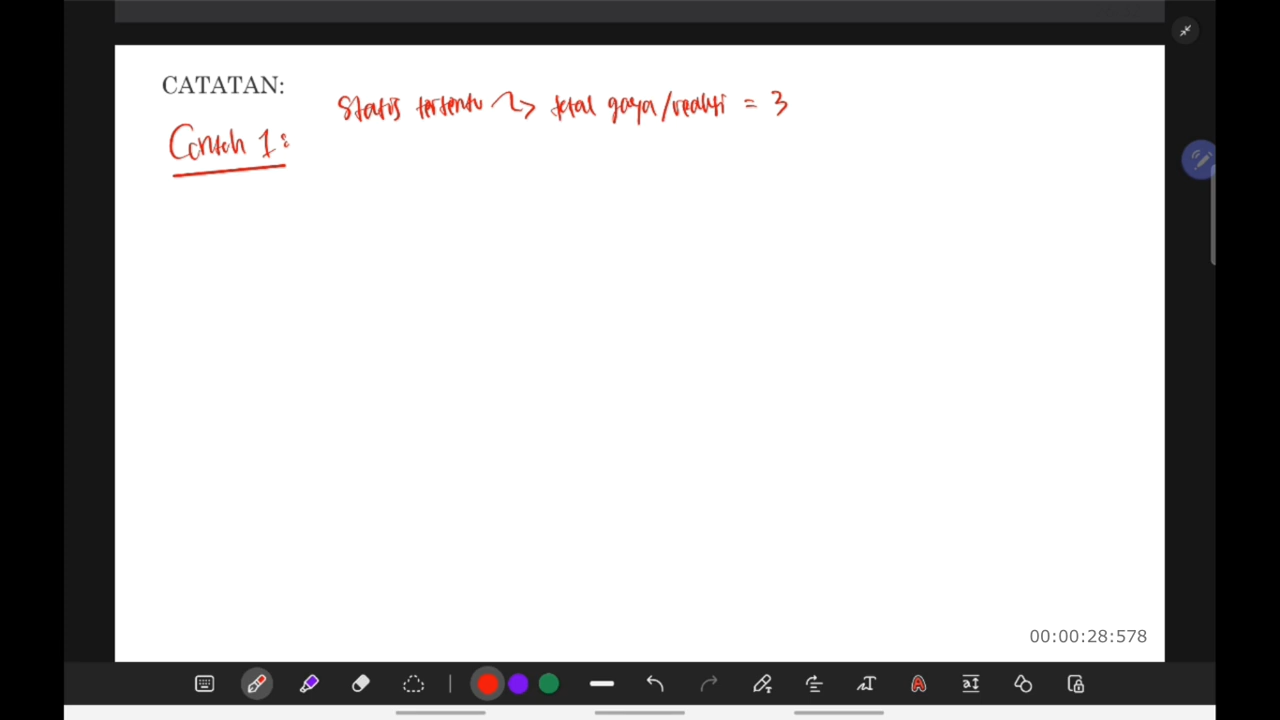 CATATAN:
Statis tertentu ~> total gaya/reaksi = 3
Contoh 1:
00:00:28:578